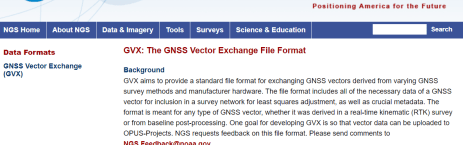 Positioning America for the Future
NGS Home About NGS Data & Imagery Tools Surveys Science & Education Search
Data Formats
GNSS Vector Exchange
(GVX)
GVX: The GNSS Vector Exchange File Format
Background
GVX aims to provide a standard file format for exchanging GNSS vectors derived from varying GNSS
survey methods and manufacturer hardware. The file format includes all of the necessary data of a GNSS
vector for inclusion in a survey network for least squares adjustment, as well as crucial metadata. The
format is meant for any type of GNSS vector, whether it was derived in a real-time kinematic (RTK) survey
or from baseline post-processing. One goal for developing GVX is so that vector data can be uploaded to
OPUS-Projects. NGS requests feedback on this file format. Please send comments to
NGS.Feedback@noaa.gov